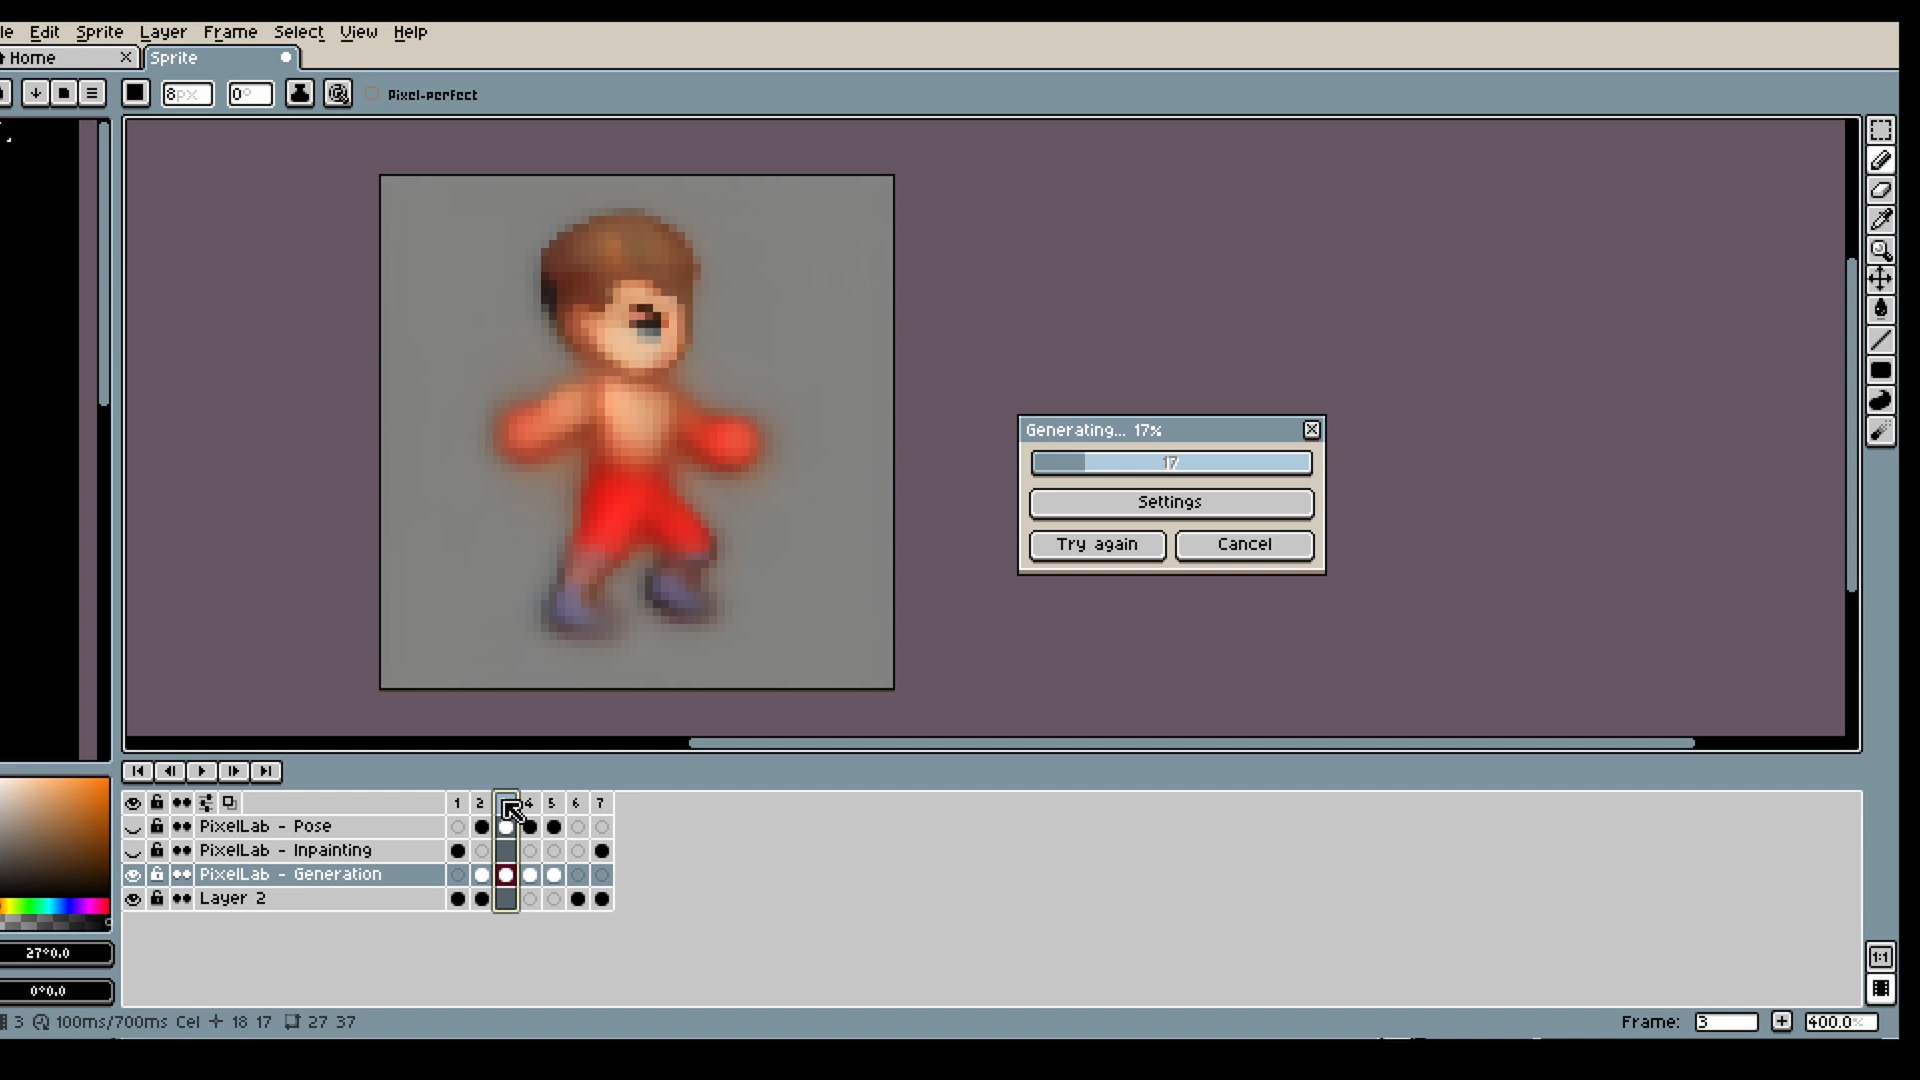 le Edit Sprite Layer Frame Select View Help
Home Sprite
8px 0° Pixel-perfect
Generating... 17%
17
Settings
Try again Cancel
1 2 4 5 6 7
PixelLab - Pose
PixelLab - Inpainting
PixelLab - Generation
Layer 2
27°0.0
0°0.0
1:1
3 100ms/700ms Cel 18 17 27 37 Frame: 3 + 400.0%